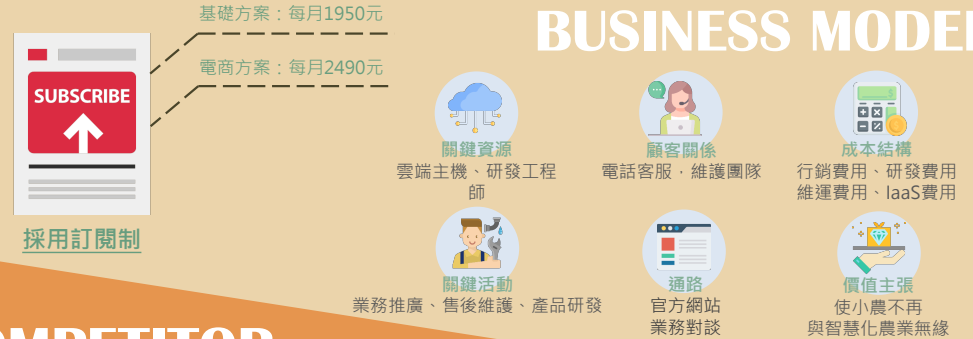 基礎方案：每月1950元
電商方案：每月2490元
SUBSCRIBE
採用訂閱制
BUSINESS MODE
關鍵資源
雲端主機、研發工程
師
顧客關係
電話客服．維護團隊
成本結構
行銷費用、研發費用
維運費用、IaaS費用
關鍵活動
業務推廣、售後維護、產品研發
通路
官方網站
業務對談
價值主張
使小農不再
與智慧化農業無緣
OMPETITOR